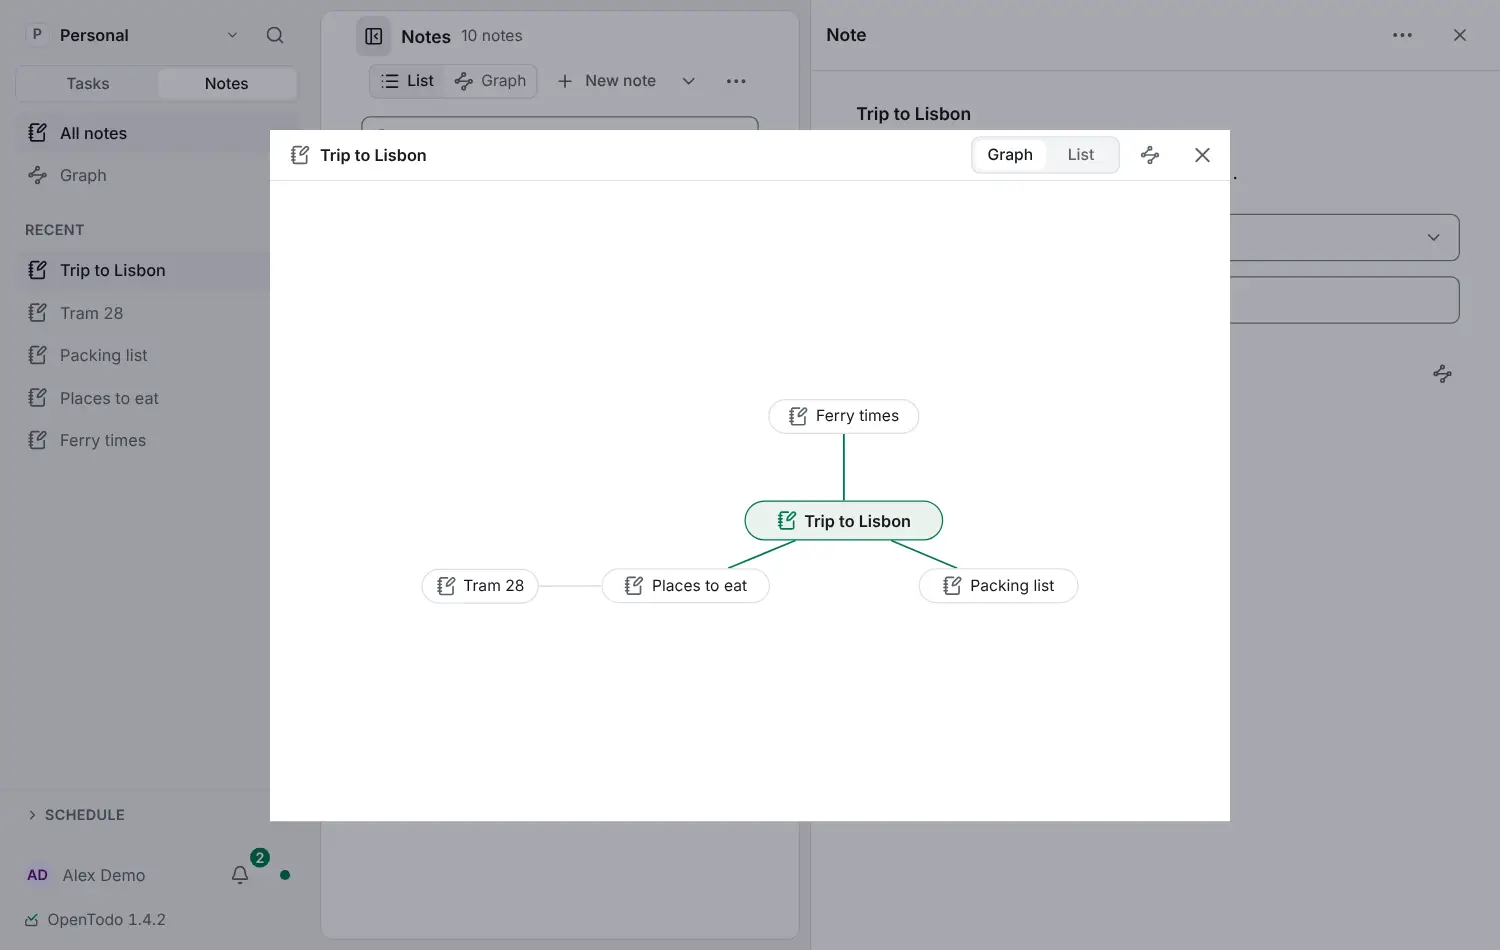 P Personal
Tasks Notes
All notes
Graph
RECENT
Trip to Lisbon
Tram 28
Packing list
Places to eat
Ferry times
SCHEDULE
AD Alex Demo 2
OpenTodo 1.4.2
Notes 10 notes
List Graph New note
Note
Trip to Lisbon
Trip to Lisbon Graph List
Ferry times
Trip to Lisbon
Tram 28 Places to eat Packing list